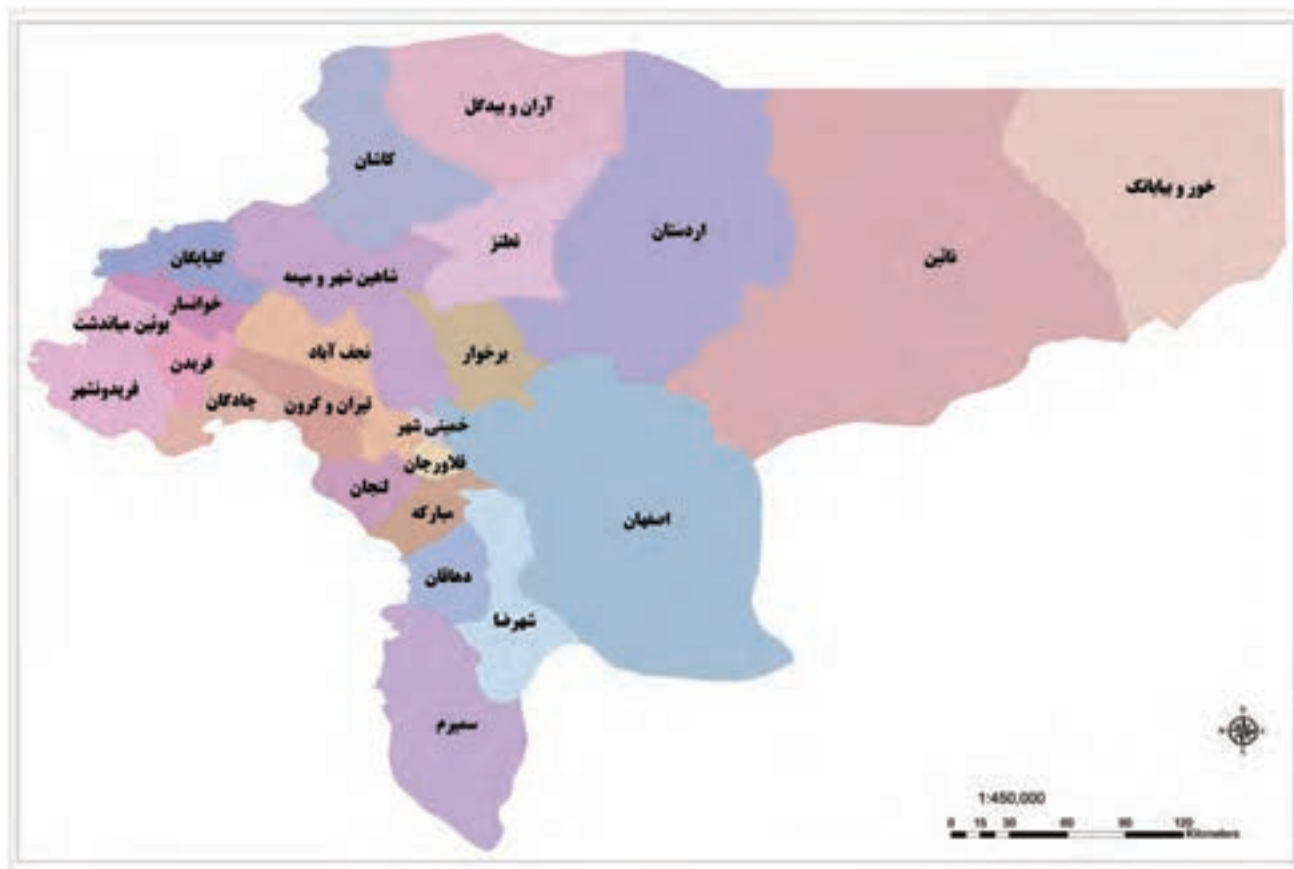 آران و بیدگل
کاشان
خور و بیابانک
اردستان
نطنز
نائین
گلپایگان
شاهین شهر و میمه
خوانسار
بوئین میاندشت
نجف آباد
برخوار
فریدن
فریدونشهر
چادگان
تیران و کرون
خمینی شهر
فلاورجان
لنجان
مبارکه
اصفهان
دهاقان
شهرضا
سمیرم
1:450,000
0 15 30 60 90 120
Kilometers